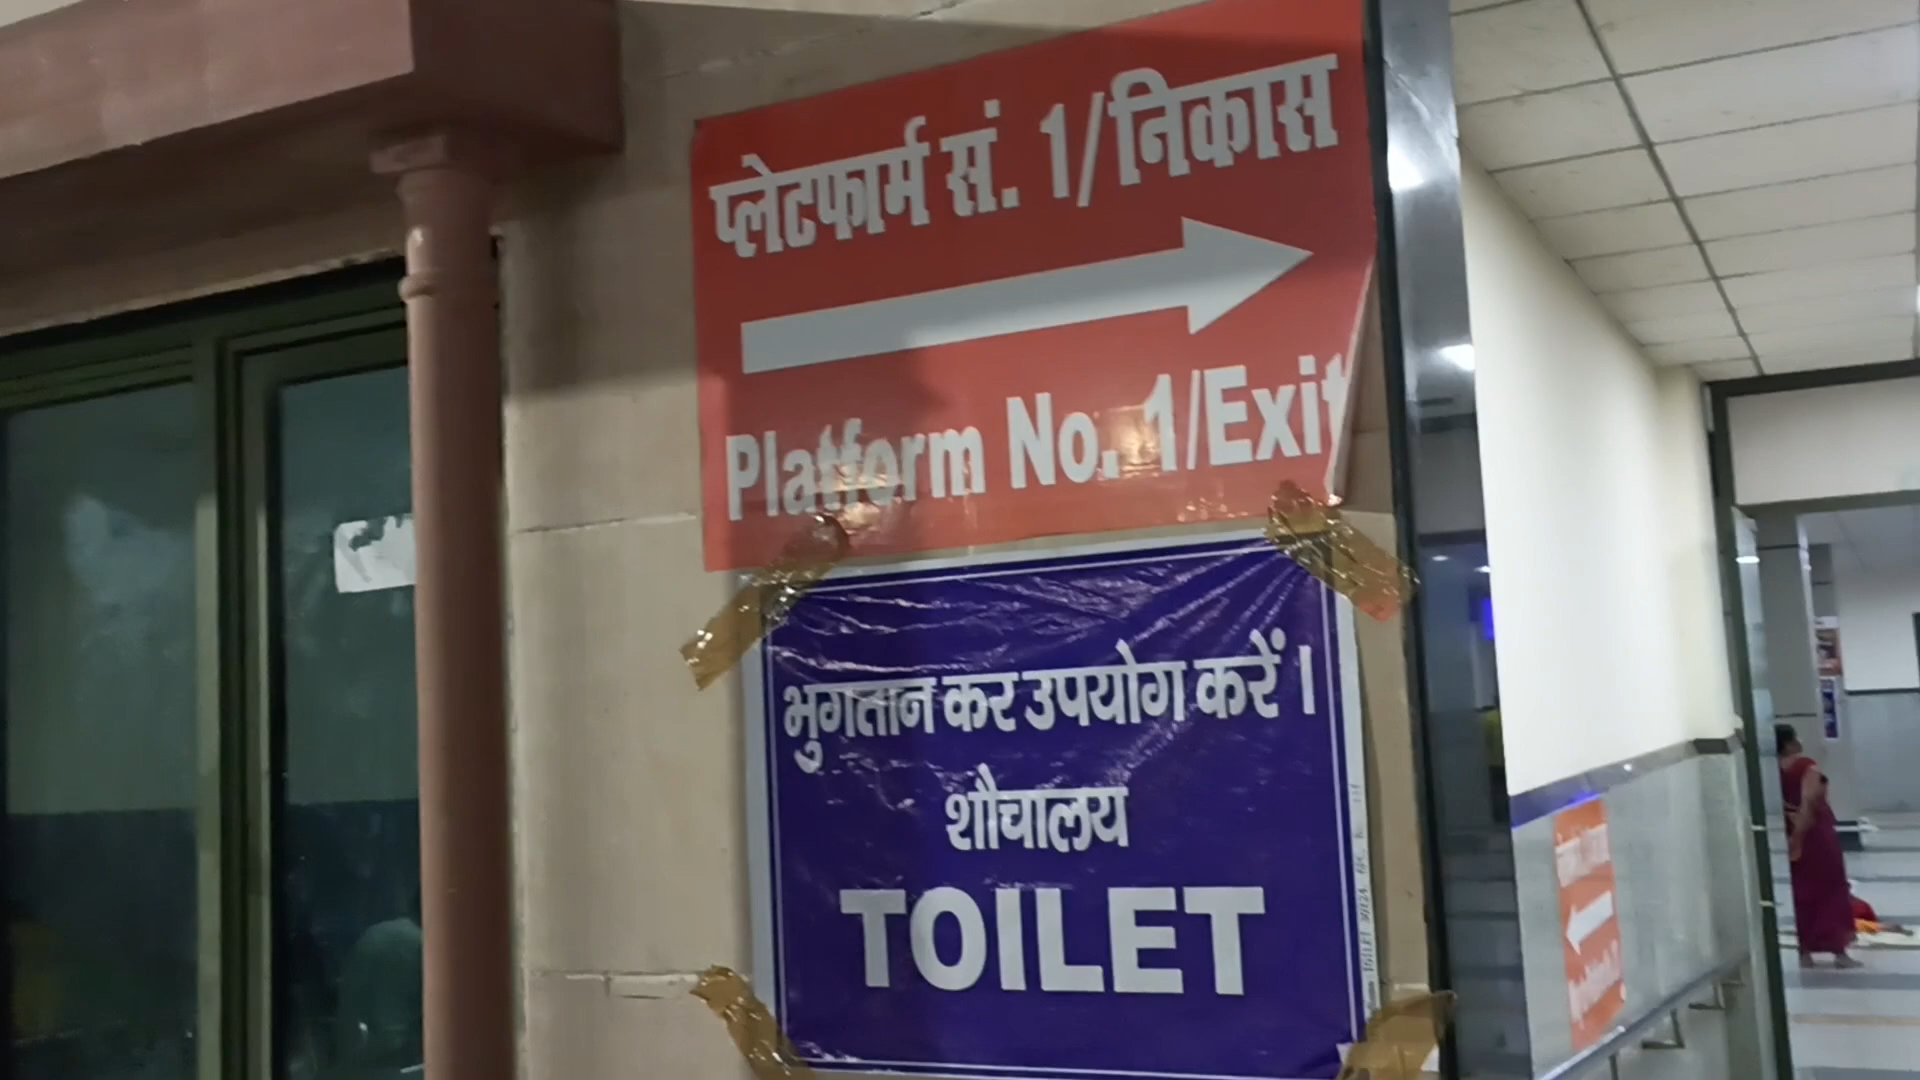 प्लेटफार्म सं. 1/निकास
Platform No. 1/Exit
भुगतान कर उपयोग करें।
शौचालय
TOILET